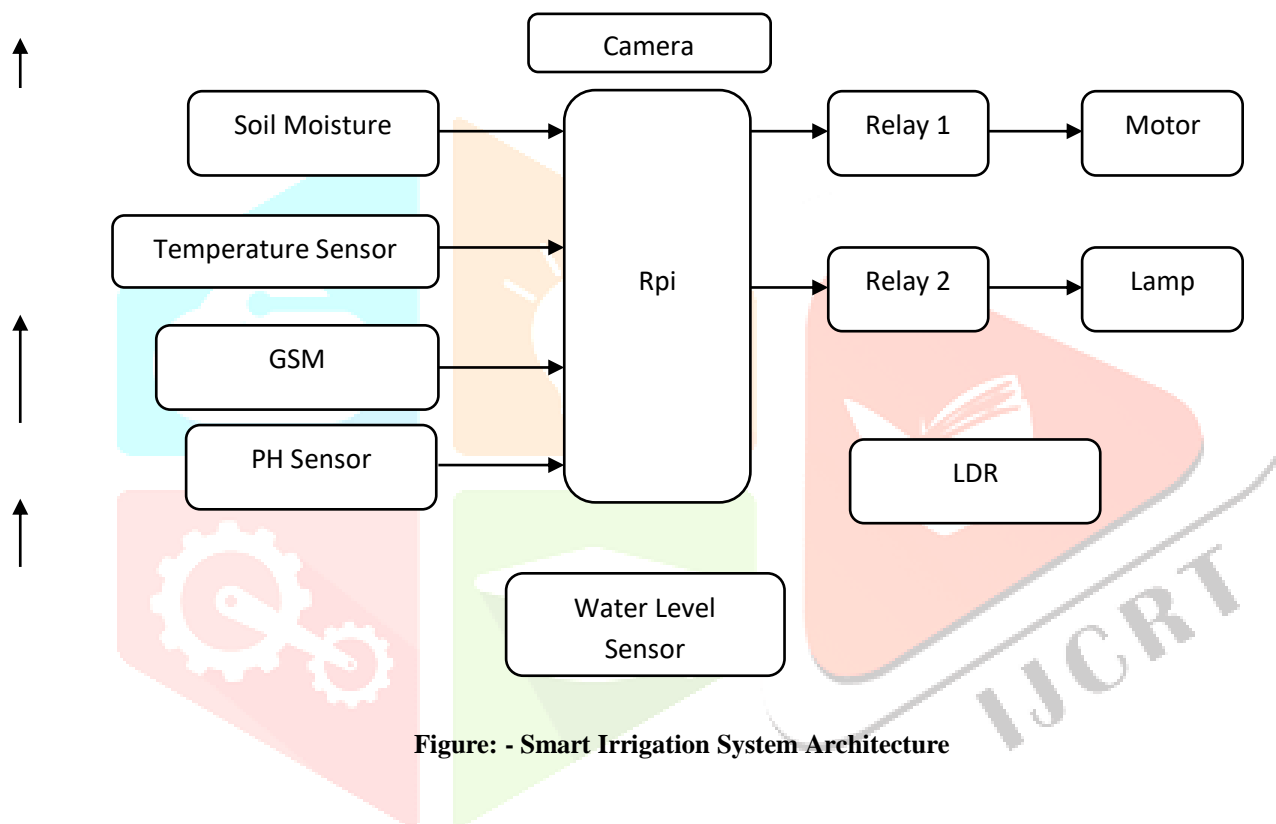 Camera
Soil Moisture
Relay 1
Motor
Temperature Sensor
Rpi
Relay 2
Lamp
GSM
PH Sensor
LDR
Water Level
Sensor
IJCRT
Figure: - Smart Irrigation System Architecture